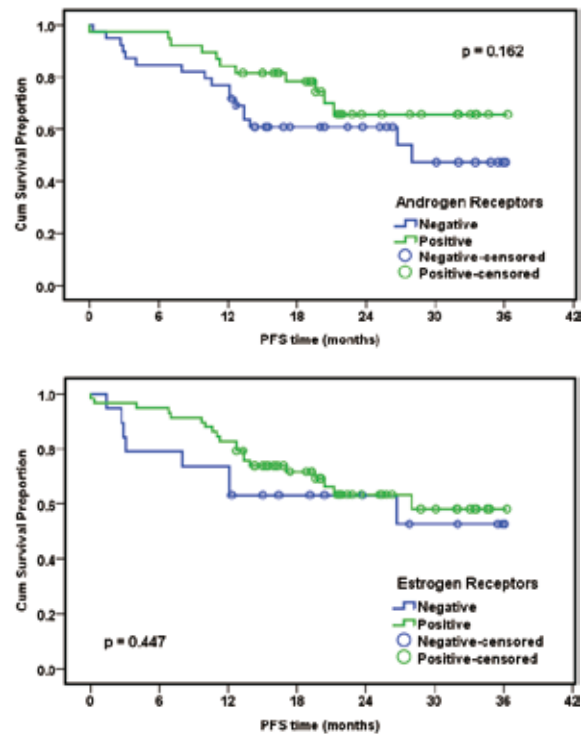 1.0
0.8
0.6
0.4
0.2
0.0
Cum Survival Proportion
p = 0.162
Androgen Receptors
Negative
Positive
Negative-censored
Positive-censored
0 6 12 18 24 30 36 42
PFS time (months)
1.0
0.8
0.6
0.4
0.2
0.0
Cum Survival Proportion
p = 0.447
Estrogen Receptors
Negative
Positive
Negative-censored
Positive-censored
0 6 12 18 24 30 36 42
PFS time (months)